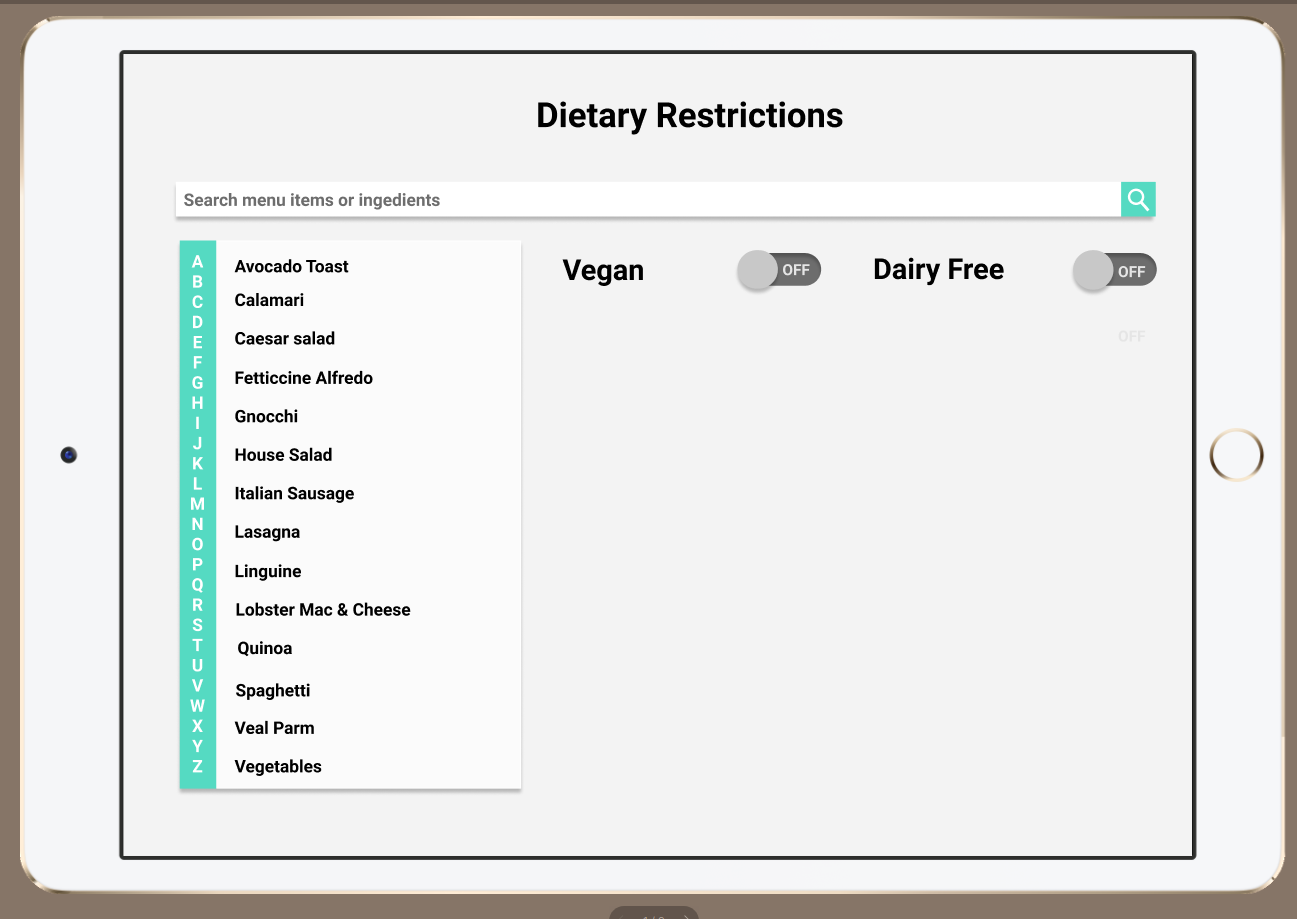 Dietary Restrictions
Search menu items or ingedients
A
B
C
D
E
F
G
H
I
J
K
L
M
N
O
P
Q
R
S
T
U
V
W
X
Y
Z
Avocado Toast
Calamari
Caesar salad
Fetticcine Alfredo
Gnocchi
House Salad
Italian Sausage
Lasagna
Linguine
Lobster Mac & Cheese
Quinoa
Spaghetti
Veal Parm
Vegetables
Vegan OFF
Dairy Free OFF
OFF